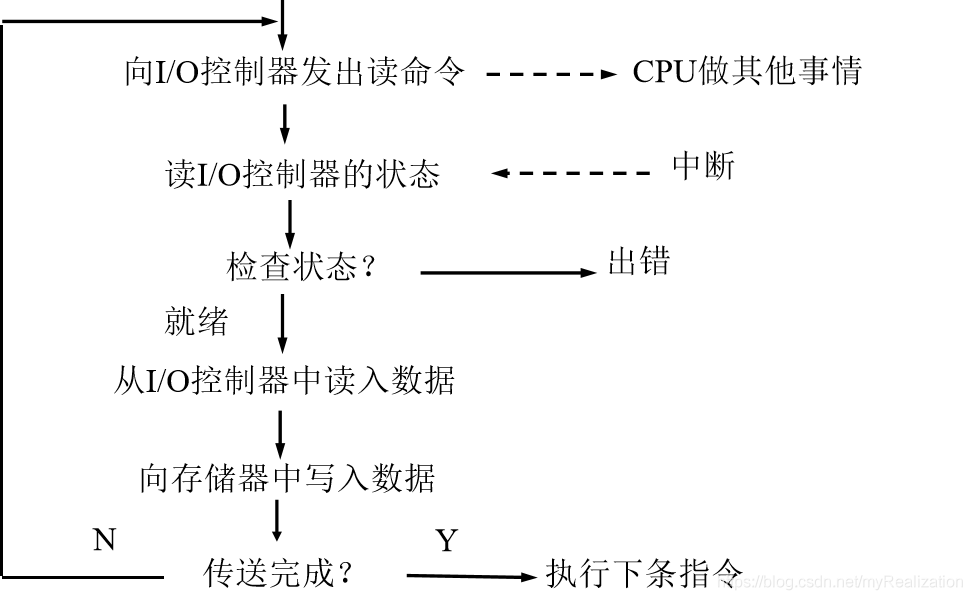 向I/O控制器发出读命令
CPU做其他事情
读I/O控制器的状态
中断
检查状态？
出错
就绪
从I/O控制器中读入数据
向存储器中写入数据
N
Y
传送完成？
执行下条指令
https://blog.csdn.net/myRealization